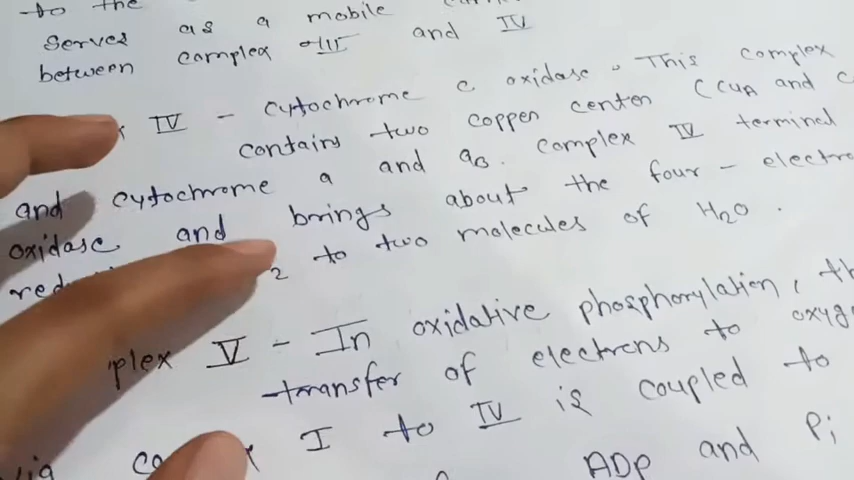 to the
serves as a mobile
between complex III and IV
IV - cytochrome c oxidase. This complex
contains two copper center (CuA and
and cytochrome a and a3. Complex IV terminal
oxidase and brings about the four - electro
red 2 to two molecules of H2O.
plex V - In oxidative phosphorylation, th
transfer of electrons to oxyg
via I to IV is coupled to
ADP and Pi